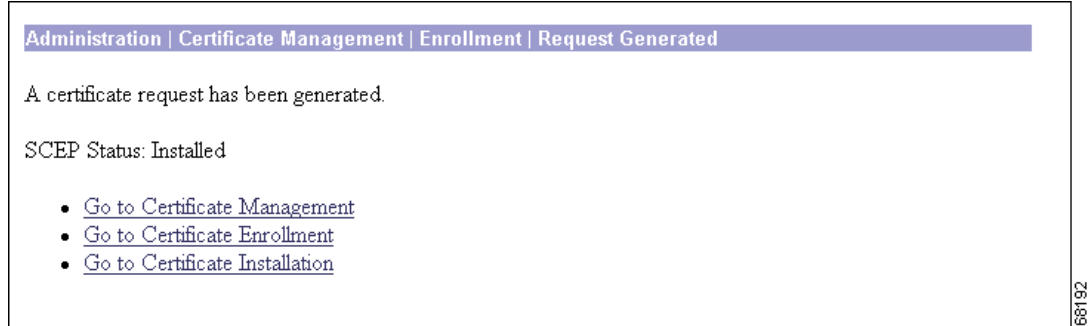 Administration | Certificate Management | Enrollment | Request Generated
A certificate request has been generated.
SCEP Status: Installed
• Go to Certificate Management
• Go to Certificate Enrollment
• Go to Certificate Installation
68192